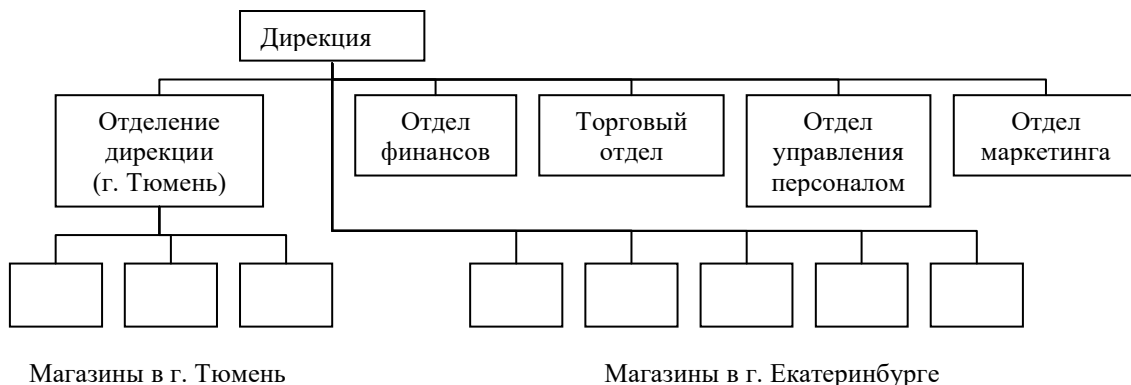 Дирекция
Отделение
дирекции
(г. Тюмень)
Отдел
финансов
Торговый
отдел
Отдел
управления
персоналом
Отдел
маркетинга
Магазины в г. Тюмень
Магазины в г. Екатеринбурге